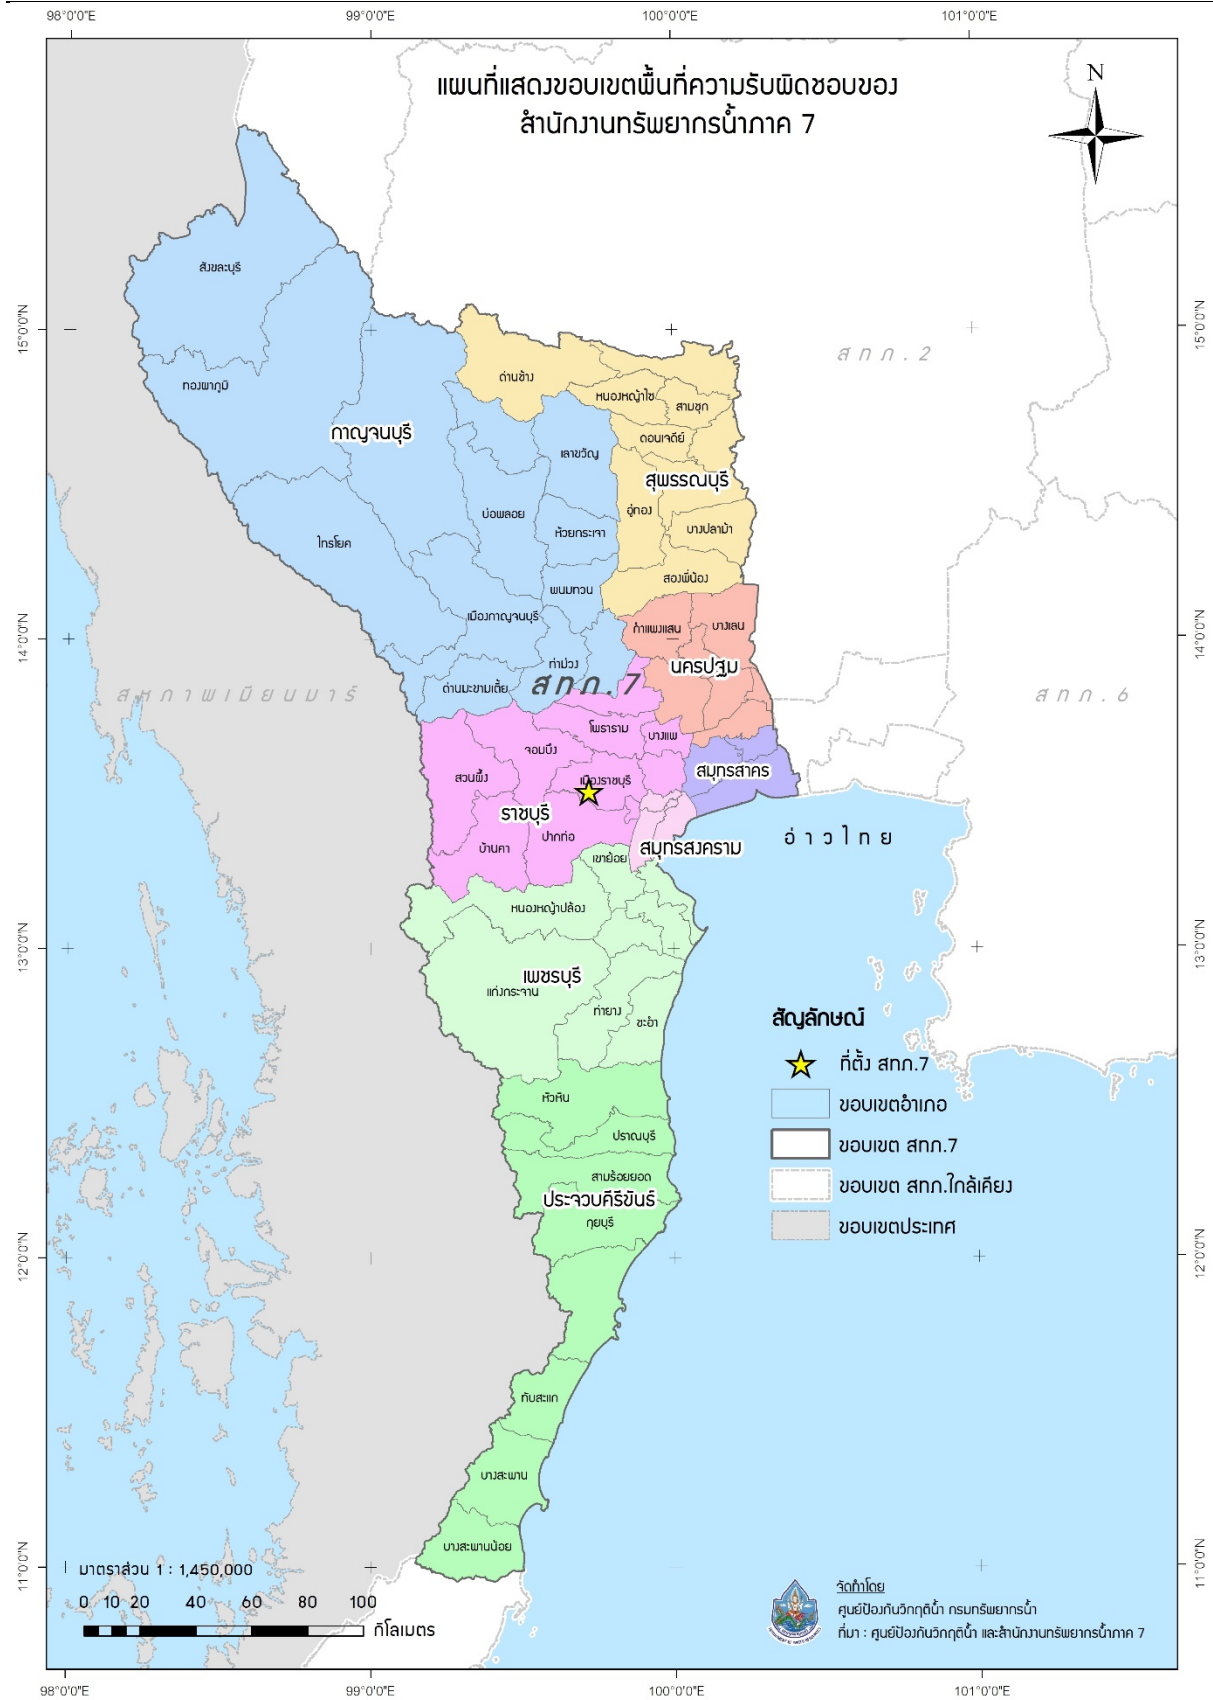 98°0'0"E
99°0'0"E
100°0'0"E
101°0'0"E
แผนที่แสดงขอบเขตพื้นที่ความรับผิดชอบของ
สำนักงานทรัพยากรน้ำภาค 7
N
สังขละบุรี
15°0'0"N
15°0'0"N
สทภ.2
ด่านช้าง
ทองผาภูมิ
หนองหญ้าไซ
สามชุก
กาญจนบุรี
ดอนเจดีย์
เลาขวัญ
สุพรรณบุรี
บ่อพลอย
อู่ทอง
บางปลาม้า
ห้วยกระเจา
ไทรโยค
สองพี่น้อง
พนมทวน
เมืองกาญจนบุรี
กำแพงแสน
บางเลน
14°0'0"N
14°0'0"N
ท่าม่วง
นครปฐม
สทภ.7
ด่านมะขามเตี้ย
สหภาพเมียนมาร์
สทภ.6
โพธาราม
บางแพ
จอมบึง
สวนผึ้ง
เมืองราชบุรี
สมุทรสาคร
ราชบุรี
ปากท่อ
อ่าวไทย
บ้านคา
สมุทรสงคราม
เขาย้อย
หนองหญ้าปล้อง
13°0'0"N
13°0'0"N
เพชรบุรี
แก่งกระจาน
ท่ายาง
ชะอำ
สัญลักษณ์
ที่ตั้ง สทภ.7
หัวหิน
ขอบเขตอำเภอ
ปราณบุรี
ขอบเขต สทภ.7
สามร้อยยอด
ขอบเขต สทภ.ใกล้เคียง
ประจวบคีรีขันธ์
กุยบุรี
ขอบเขตประเทศ
12°0'0"N
12°0'0"N
ทับสะแก
บางสะพาน
บางสะพานน้อย
11°0'0"N
11°0'0"N
มาตราส่วน 1 : 1,450,000
0 10 20 40 60 80 100
กิโลเมตร
จัดทำโดย
ศูนย์ป้องกันวิกฤติน้ำ กรมทรัพยากรน้ำ
ที่มา : ศูนย์ป้องกันวิกฤติน้ำ และสำนักงานทรัพยากรน้ำภาค 7
98°0'0"E
99°0'0"E
100°0'0"E
101°0'0"E